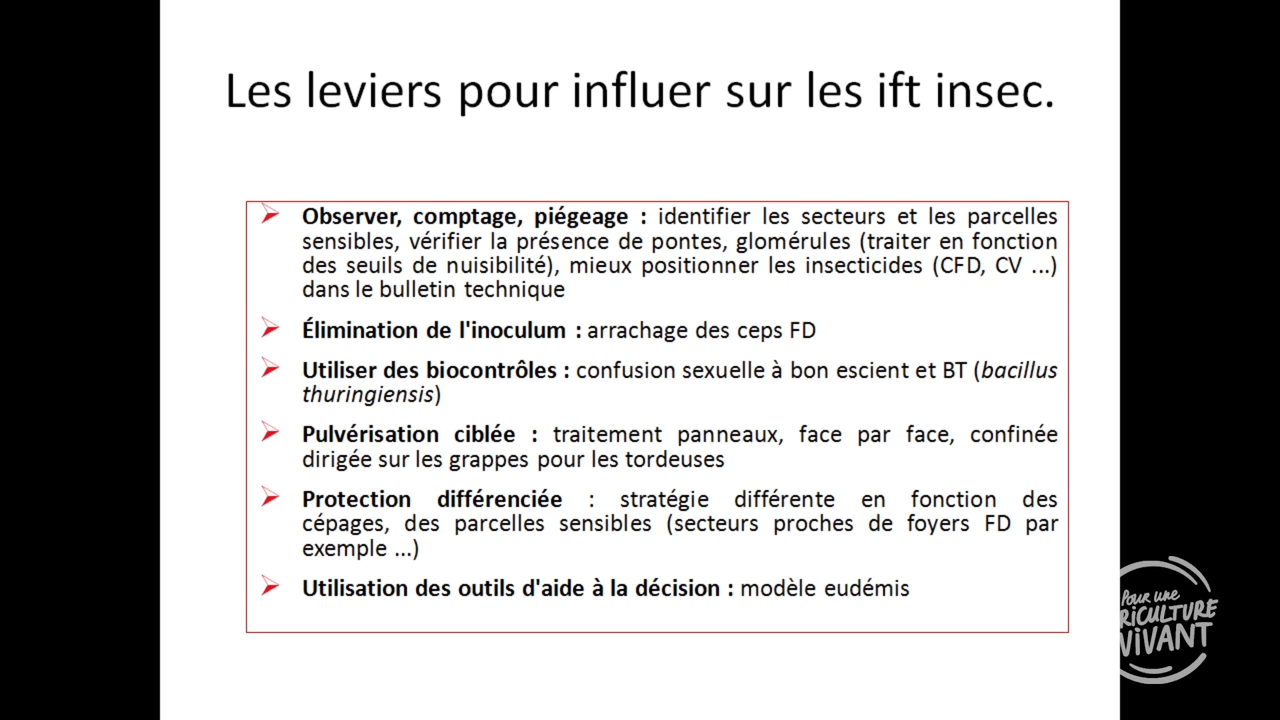 Les leviers pour influer sur les ift insec.
Observer, comptage, piégeage : identifier les secteurs et les parcelles
sensibles, vérifier la présence de pontes, glomérules (traiter en fonction
des seuils de nuisibilité), mieux positionner les insecticides (CFD, CV ...)
dans le bulletin technique
Élimination de l'inoculum : arrachage des ceps FD
Utiliser des biocontrôles : confusion sexuelle à bon escient et BT (bacillus
thuringiensis)
Pulvérisation ciblée : traitement panneaux, face par face, confinée
dirigée sur les grappes pour les tordeuses
Protection différenciée : stratégie différente en fonction des
cépages, des parcelles sensibles (secteurs proches de foyers FD par
exemple ...)
Utilisation des outils d'aide à la décision : modèle eudémis
POUR UNE
RICULTURE
VIVANT